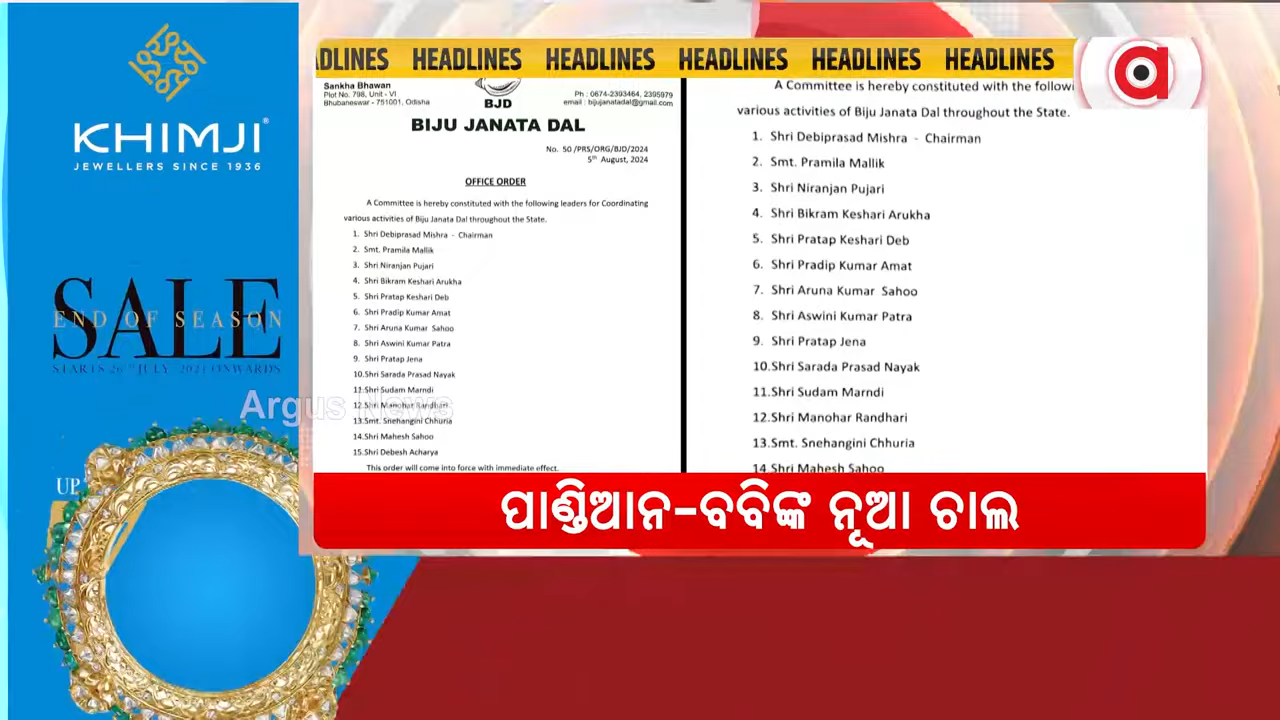 KHIMJI®
JEWELLERS SINCE 1936
SALE
END OF SEASON
UP
ADLINES HEADLINES HEADLINES HEADLINES HEADLINES HEADLINES
a
Sankha Bhawan
Plot No. 798, Unit - VI
Bhubaneswar - 751001, Odisha
BJD
Ph : 0674-2393464, 2395979
email : bijujanatadal@gmail.com
BIJU JANATA DAL
No. 50 /PRS/ORG/BJD/2024
5th August, 2024
OFFICE ORDER
A Committee is hereby constituted with the following leaders for Coordinating
various activities of Biju Janata Dal throughout the State.
1. Shri Debiprasad Mishra - Chairman
2. Smt. Pramila Mallik
3. Shri Niranjan Pujari
4. Shri Bikram Keshari Arukha
5. Shri Pratap Keshari Deb
6. Shri Pradip Kumar Amat
7. Shri Aruna Kumar Sahoo
8. Shri Aswini Kumar Patra
9. Shri Pratap Jena
10.Shri Sarada Prasad Nayak
11.Shri Sudam Marndi
12.Shri Manohar Randhari
13.Smt. Snehangini Chhuria
14.Shri Mahesh Sahoo
15.Shri Debesh Acharya
This order will come into force with immediate effect.
A Committee is hereby constituted with the followi
various activities of Biju Janata Dal throughout the State.
1. Shri Debiprasad Mishra - Chairman
2. Smt. Pramila Mallik
3. Shri Niranjan Pujari
4. Shri Bikram Keshari Arukha
5. Shri Pratap Keshari Deb
6. Shri Pradip Kumar Amat
7. Shri Aruna Kumar Sahoo
8. Shri Aswini Kumar Patra
9. Shri Pratap Jena
10.Shri Sarada Prasad Nayak
11.Shri Sudam Marndi
12.Shri Manohar Randhari
13.Smt. Snehangini Chhuria
14.Shri Mahesh Sahoo
Argus News
ପାଣ୍ଡିଆନ-ବବିଙ୍କ ନୂଆ ଚାଲ